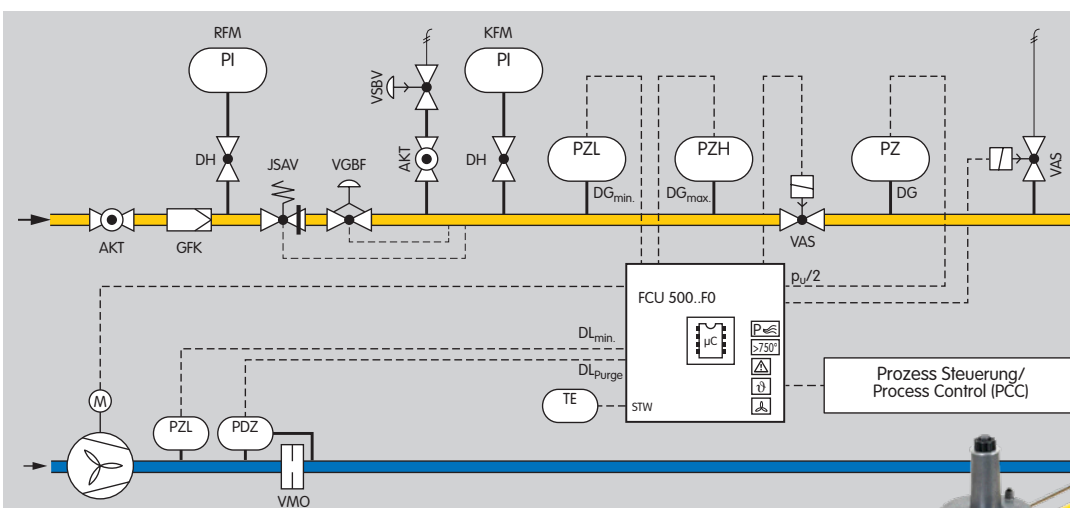 RFM
PI
DH
VSBV
AKT
KFM
PI
DH
JSAV
VGBF
PZL
DGmin.
PZH
DGmax.
PZ
DG
VAS
AKT
GFK
VAS
pu/2
FCU 500..F0
µC
P
>750°
ϑ
DLmin.
DLPurge
STW
TE
Prozess Steuerung/
Process Control (PCC)
M
PZL
PDZ
VMO